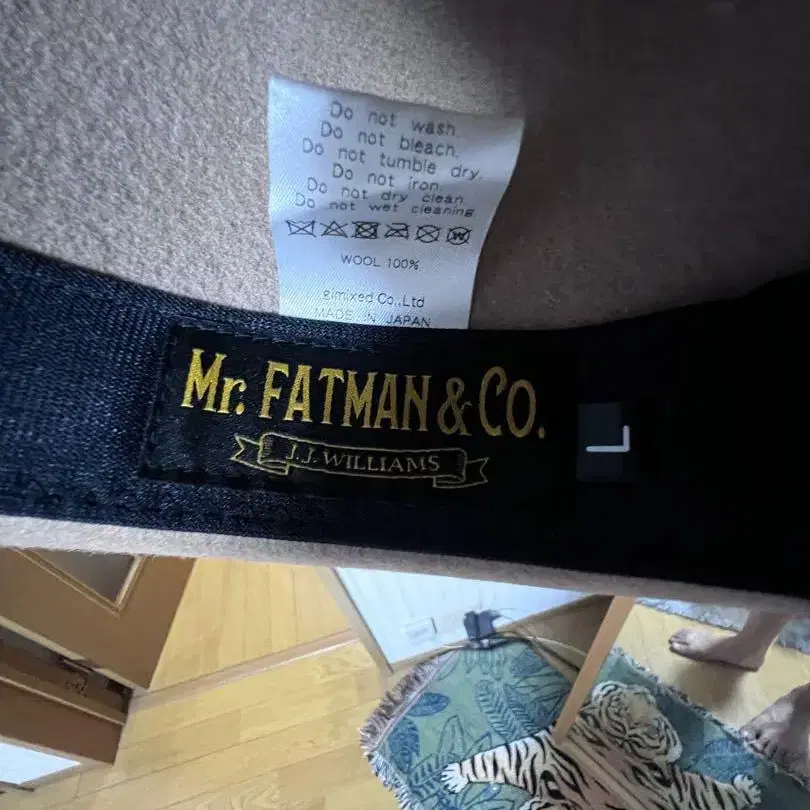 Do not wash.
Do not bleach.
Do not tumble dry.
Do not iron.
Do not dry clean.
Do not wet cleaning
WOOL 100%
gimixed Co.,Ltd
MADE IN JAPAN
Mr. FATMAN & CO.
J.J. WILLIAMS
L